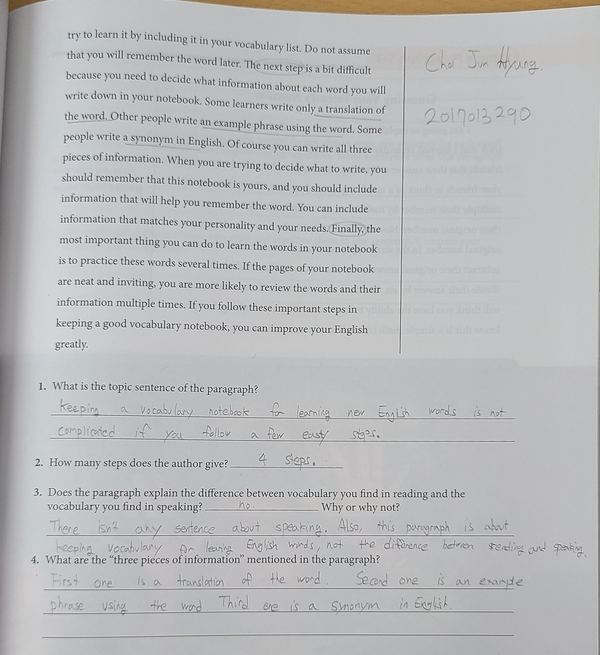 try to learn it by including it in your vocabulary list. Do not assume
that you will remember the word later. The next step is a bit difficult
because you need to decide what information about each word you will
write down in your notebook. Some learners write only a translation of
the word. Other people write an example phrase using the word. Some
people write a synonym in English. Of course you can write all three
pieces of information. When you are trying to decide what to write, you
should remember that this notebook is yours, and you should include
information that will help you remember the word. You can include
information that matches your personality and your needs. Finally, the
most important thing you can do to learn the words in your notebook
is to practice these words several times. If the pages of your notebook
are neat and inviting, you are more likely to review the words and their
information multiple times. If you follow these important steps in
keeping a good vocabulary notebook, you can improve your English
greatly.
Choi Jun Hyung.
2017013290
1. What is the topic sentence of the paragraph?
keeping a vocabulary notebook for learning new English words is not
complicated if you follow a few easty steps.
2. How many steps does the author give? 4 steps.
3. Does the paragraph explain the difference between vocabulary you find in reading and the
vocabulary you find in speaking? no. Why or why not?
There isn't any sentence about speaking. Also, this paragraph is about
keeping vocabulary for learing English words, not the difference between reading and speaking.
4. What are the “three pieces of information” mentioned in the paragraph?
First one is a translation of the word. Second one is an example
phrase using the word Third one is a synonym in English.